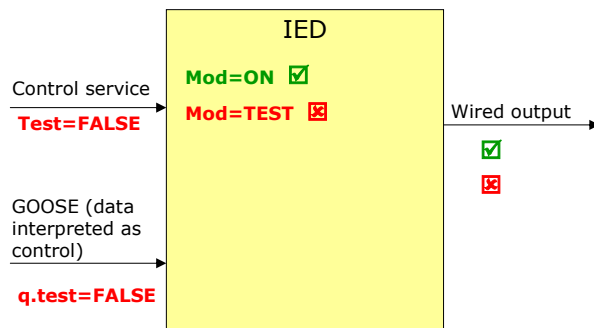 IED
Mod=ON
Control service
Mod=TEST
Wired output
Test=FALSE
GOOSE (data
interpreted as
control)
q.test=FALSE